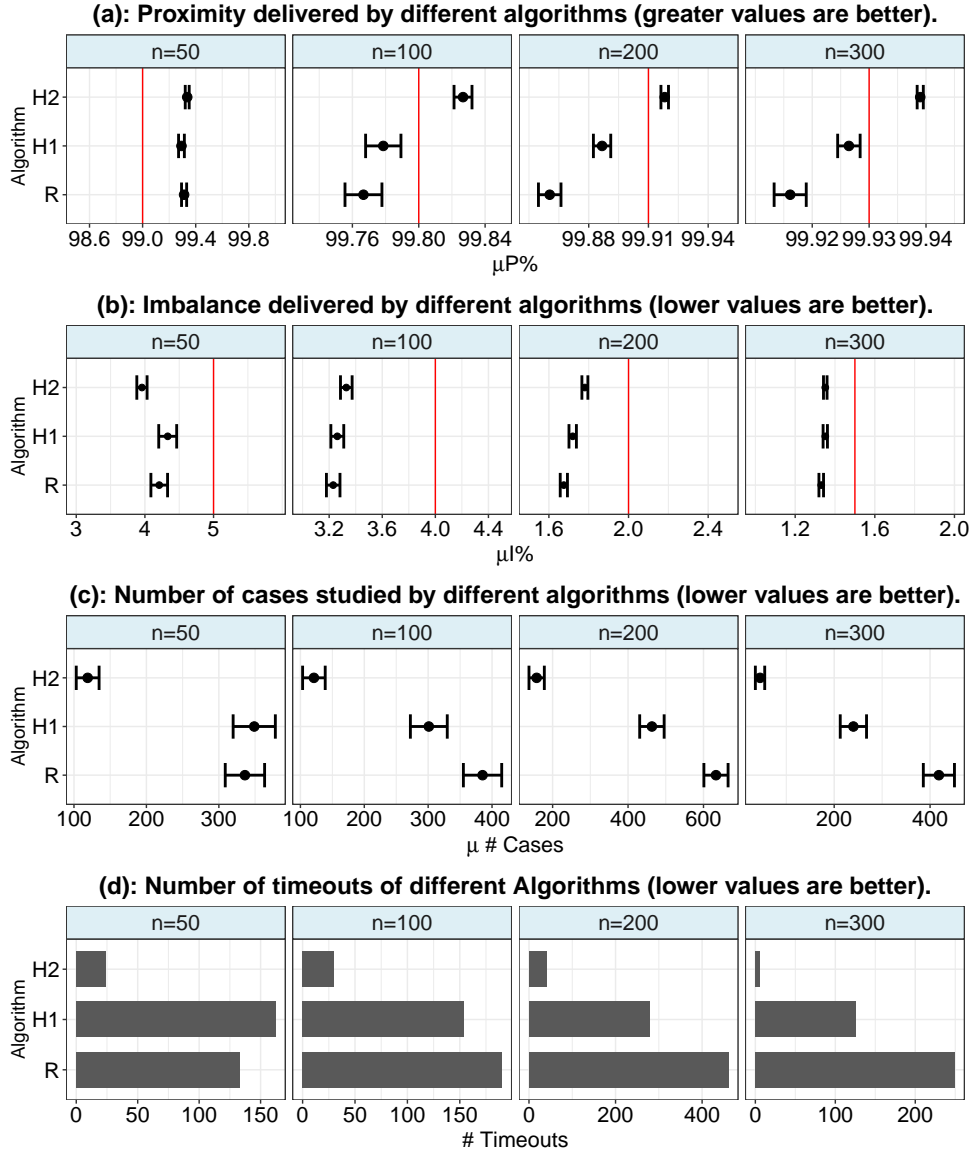 (a): Proximity delivered by different algorithms (greater values are better).
n=50 n=100 n=200 n=300
Algorithm
H2
H1
R
98.6 99.0 99.4 99.8 99.76 99.80 99.84 99.88 99.91 99.94 99.92 99.93 99.94
μP%
(b): Imbalance delivered by different algorithms (lower values are better).
n=50 n=100 n=200 n=300
Algorithm
H2
H1
R
3 4 5 3.2 3.6 4.0 4.4 1.6 2.0 2.4 1.2 1.6 2.0
μI%
(c): Number of cases studied by different algorithms (lower values are better).
n=50 n=100 n=200 n=300
Algorithm
H2
H1
R
100 200 300 100 200 300 400 200 400 600 200 400
μ # Cases
(d): Number of timeouts of different Algorithms (lower values are better).
n=50 n=100 n=200 n=300
Algorithm
H2
H1
R
0 50 100 150 0 50 100 150 0 200 400 0 100 200
# Timeouts